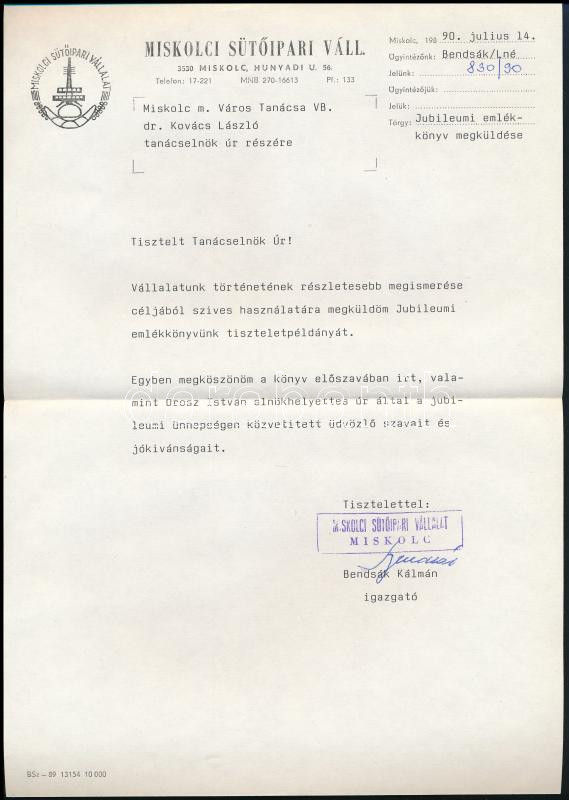 MISKOLCI SÜTŐIPARI VÁLLALAT
MISKOLCI SÜTŐIPARI VÁLL.
3530 MISKOLC, HUNYADI U. 56.
Telefon: 17-221 MNB 270-16613 Pf.: 133
Miskolc, 198 90. julius 14.
Ügyintézőnk: Bendsák/Lné
Jelünk: 830/90
Ügyintézőjük:
Jelük:
Tárgy: Jubileumi emlék-
könyv megküldése
Miskolc m. Város Tanácsa VB.
dr. Kovács László
tanácselnök úr részére
Tisztelt Tanácselnök Úr!
Vállalatunk történetének részletesebb megismerése
céljából szives használatára megküldöm Jubileumi
emlékkönyvünk tiszteletpéldányát.
Egyben megköszönöm a könyv előszavában irt, vala-
mint Orosz István elnökhelyettes úr által a jubi-
leumi ünnepségen közvetitett üdvözlő szavait és
jókivánságait.
Tisztelettel:
MISKOLCI SÜTŐIPARI VÁLLALAT
MISKOLC
Bendsák
Bendsák Kálmán
igazgató
BSz — 89 13154 10 000